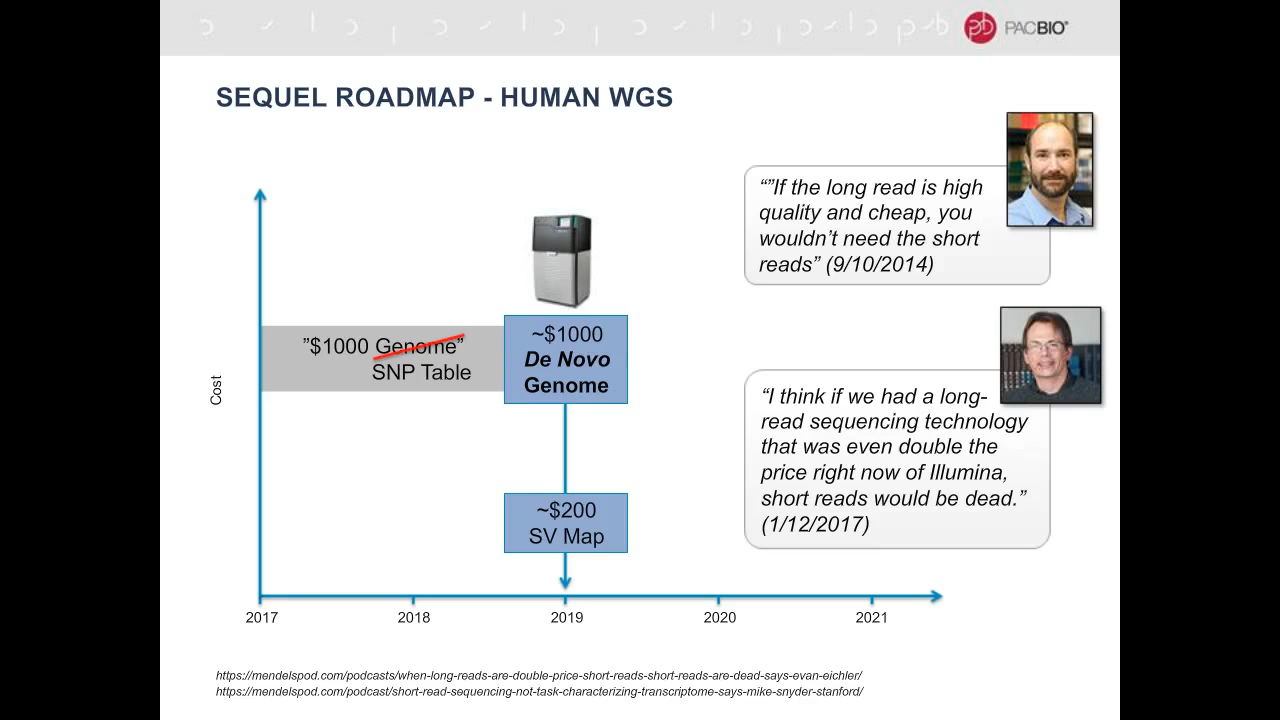 PACBIO®
SEQUEL ROADMAP - HUMAN WGS
“”If the long read is high
quality and cheap, you
wouldn’t need the short
reads” (9/10/2014)
”$1000 Genome”
SNP Table
~$1000
De Novo
Genome
Cost
“I think if we had a long-
read sequencing technology
that was even double the
price right now of Illumina,
short reads would be dead.”
(1/12/2017)
~$200
SV Map
2017 2018 2019 2020 2021
https://mendelspod.com/podcasts/when-long-reads-are-double-price-short-reads-short-reads-are-dead-says-evan-eichler/
https://mendelspod.com/podcast/short-read-sequencing-not-task-characterizing-transcriptome-says-mike-snyder-stanford/